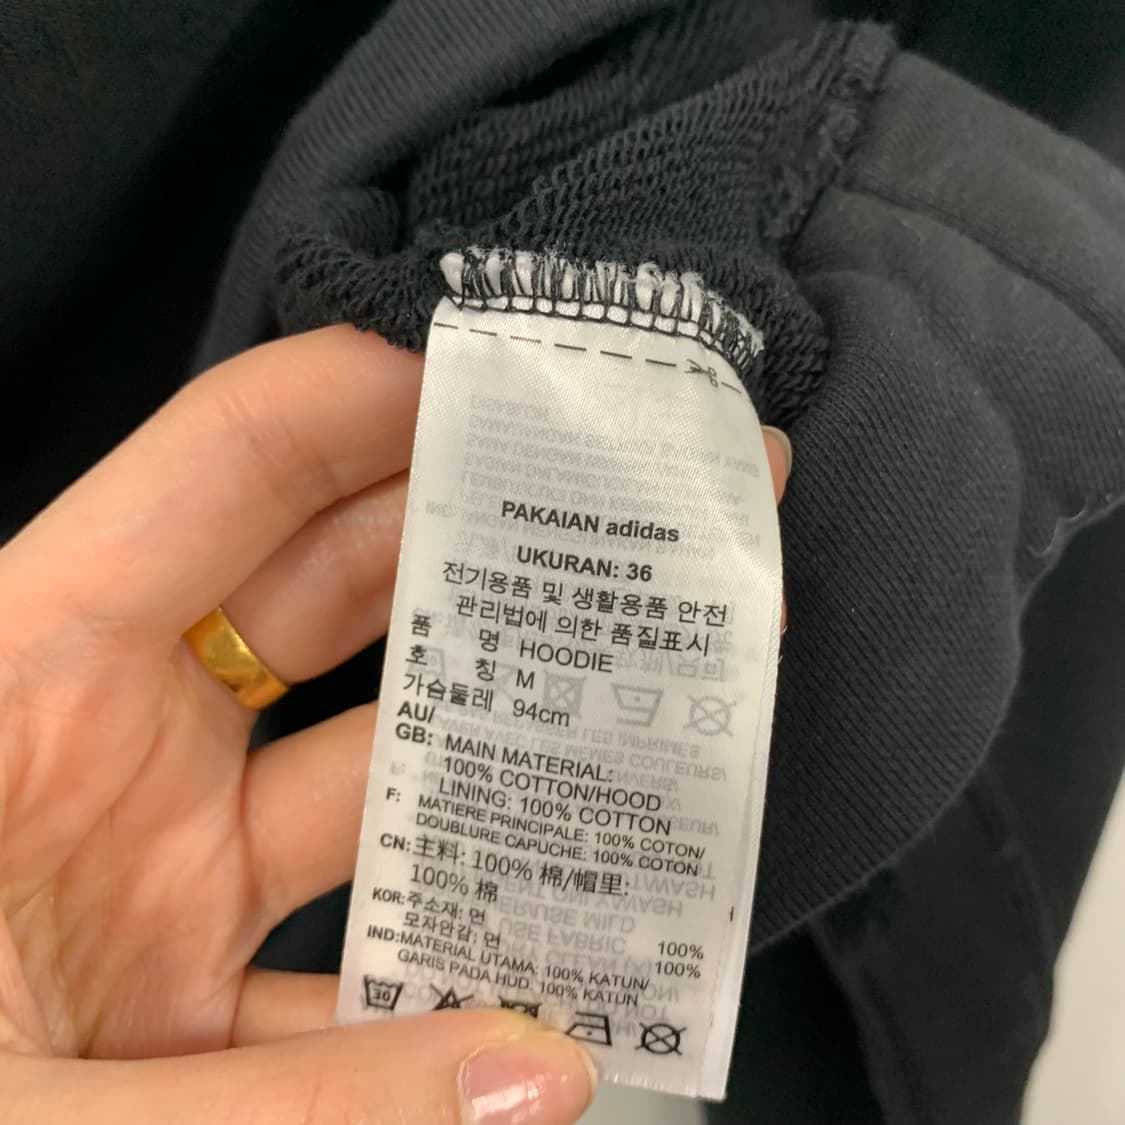 PAKAIAN adidas
UKURAN: 36
전기용품 및 생활용품 안전
관리법에 의한 품질표시
품 명 HOODIE
호 칭 M
가슴둘레 94cm
AU/
GB: MAIN MATERIAL:
100% COTTON/HOOD
LINING: 100% COTTON
F: MATIERE PRINCIPALE: 100% COTON/
DOUBLURE CAPUCHE: 100% COTON
CN: 主料: 100% 棉/帽里:
100% 棉
KOR: 주소재: 면 100%
모자안감: 면 100%
IND: MATERIAL UTAMA: 100% KATUN/
GARIS PADA HUD: 100% KATUN
30